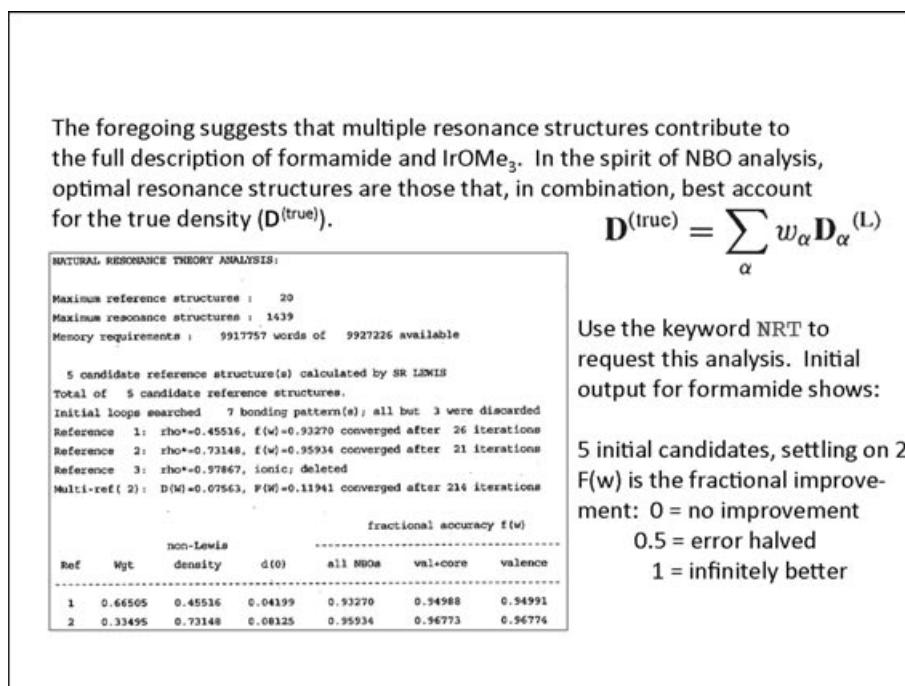 The foregoing suggests that multiple resonance structures contribute to
the full description of formamide and IrOMe₃. In the spirit of NBO analysis,
optimal resonance structures are those that, in combination, best account
for the true density (D⁽ᵗʳᵘᵉ⁾).
D⁽ᵗʳᵘᵉ⁾ = ∑ w_α D_α⁽ᴸ⁾
α
NATURAL RESONANCE THEORY ANALYSIS:
Maximum reference structures : 20
Maximum resonance structures : 1439
Memory requirements : 9917757 words of 9927226 available
5 candidate reference structure(s) calculated by SR LEWIS
Total of 5 candidate reference structures.
Initial loops searched 7 bonding pattern(s); all but 3 were discarded
Reference 1: rho*=0.45516, f(w)=0.93270 converged after 26 iterations
Reference 2: rho*=0.73148, f(w)=0.95934 converged after 21 iterations
Reference 3: rho*=0.97867, ionic; deleted
Multi-ref( 2): D(W)=0.07563, F(W)=0.11941 converged after 214 iterations
fractional accuracy f(w)
non-Lewis
Ref Wgt density d(0) all NBOs val+core valence
1 0.66505 0.45516 0.04199 0.93270 0.94988 0.94991
2 0.33495 0.73148 0.08125 0.95934 0.96773 0.96774
Use the keyword NRT to
request this analysis. Initial
output for formamide shows:
5 initial candidates, settling on 2
F(w) is the fractional improve-
ment: 0 = no improvement
0.5 = error halved
1 = infinitely better